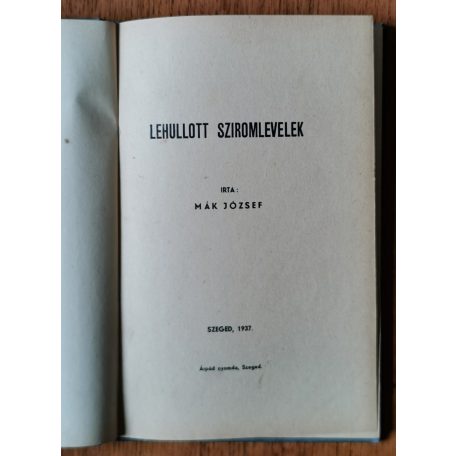 LEHULLOTT SZIROMLEVELEK
IRTA:
MÁK JÓZSEF
SZEGED, 1937.
Árpád nyomda, Szeged.